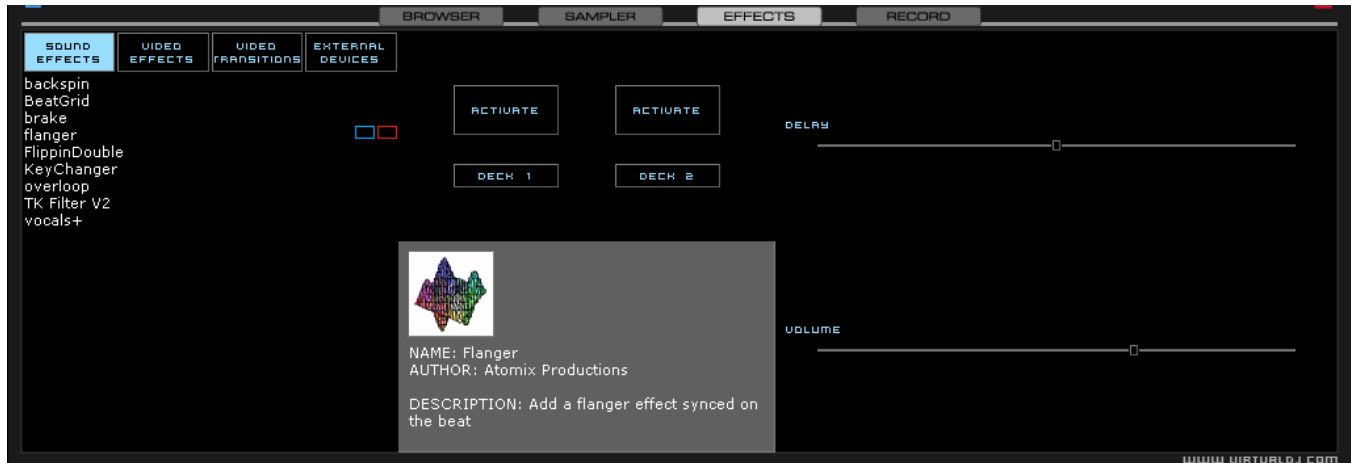 BROWSER SAMPLER EFFECTS RECORD
SOUND EFFECTS
VIDEO EFFECTS
VIDEO TRANSITIONS
EXTERNAL DEVICES
backspin
BeatGrid
brake
flanger
FlippinDouble
KeyChanger
overloop
TK Filter V2
vocals+
ACTIVATE ACTIVATE
DECK 1 DECK 2
NAME: Flanger
AUTHOR: Atomix Productions
DESCRIPTION: Add a flanger effect synced on
the beat
DELAY
VOLUME
WWW.VIRTUALDJ.COM